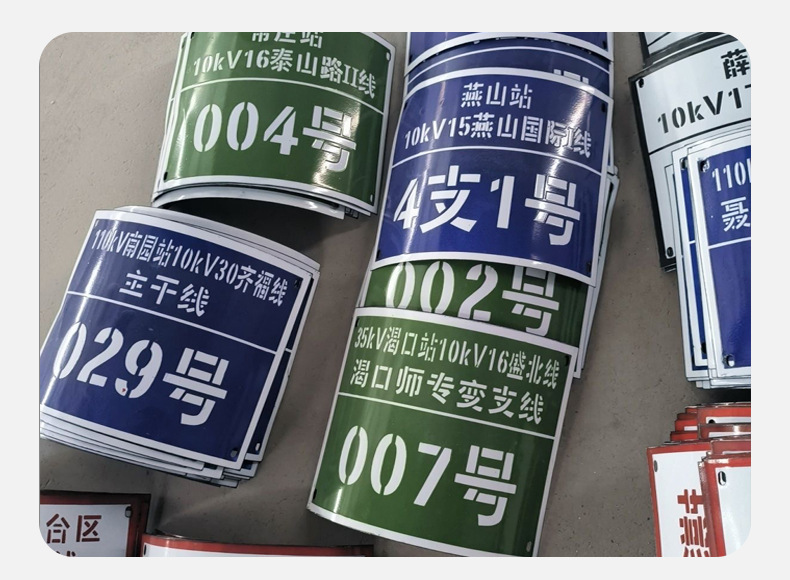 10kV16泰山路II线
004号
燕山站
10kV15燕山国际I线
4支1号
薛
10kV1
110
聂
110kV南园站10kV30齐福线
主干线
029号
002号
35kV渴口站10kV16盛北线
渴口师专变支线
007号
台区